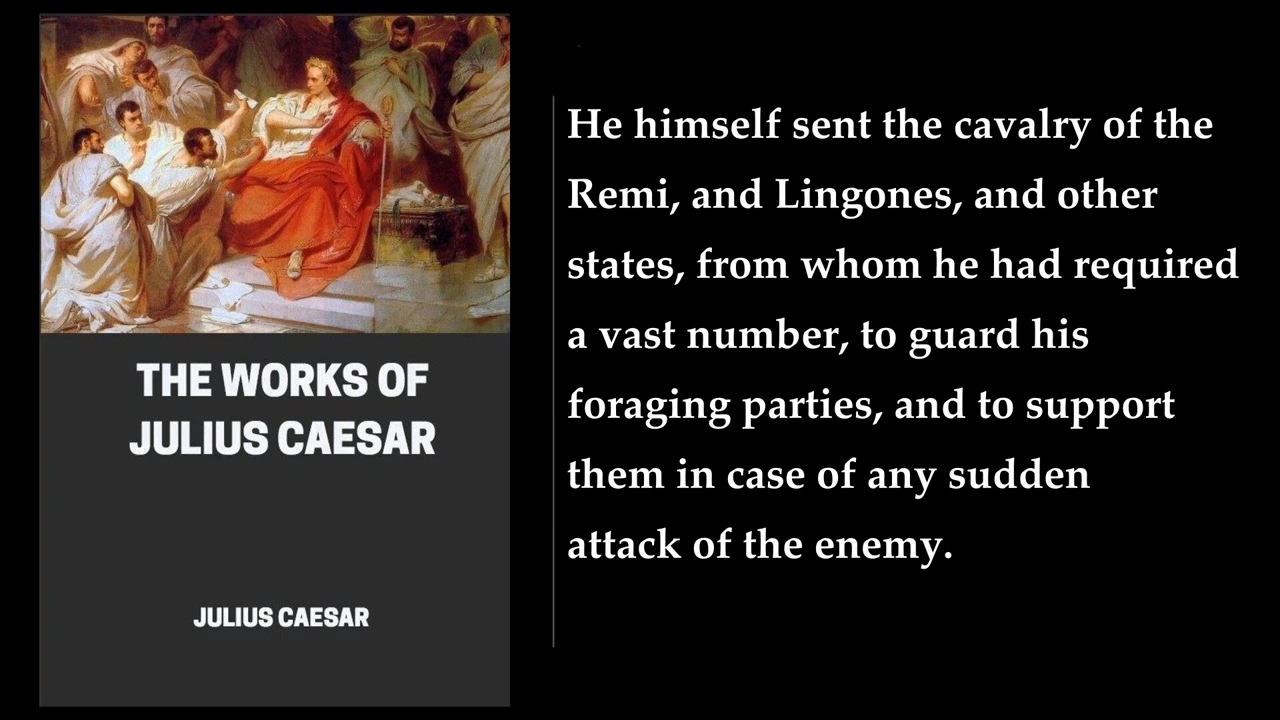 THE WORKS OF
JULIUS CAESAR
JULIUS CAESAR
He himself sent the cavalry of the
Remi, and Lingones, and other
states, from whom he had required
a vast number, to guard his
foraging parties, and to support
them in case of any sudden
attack of the enemy.